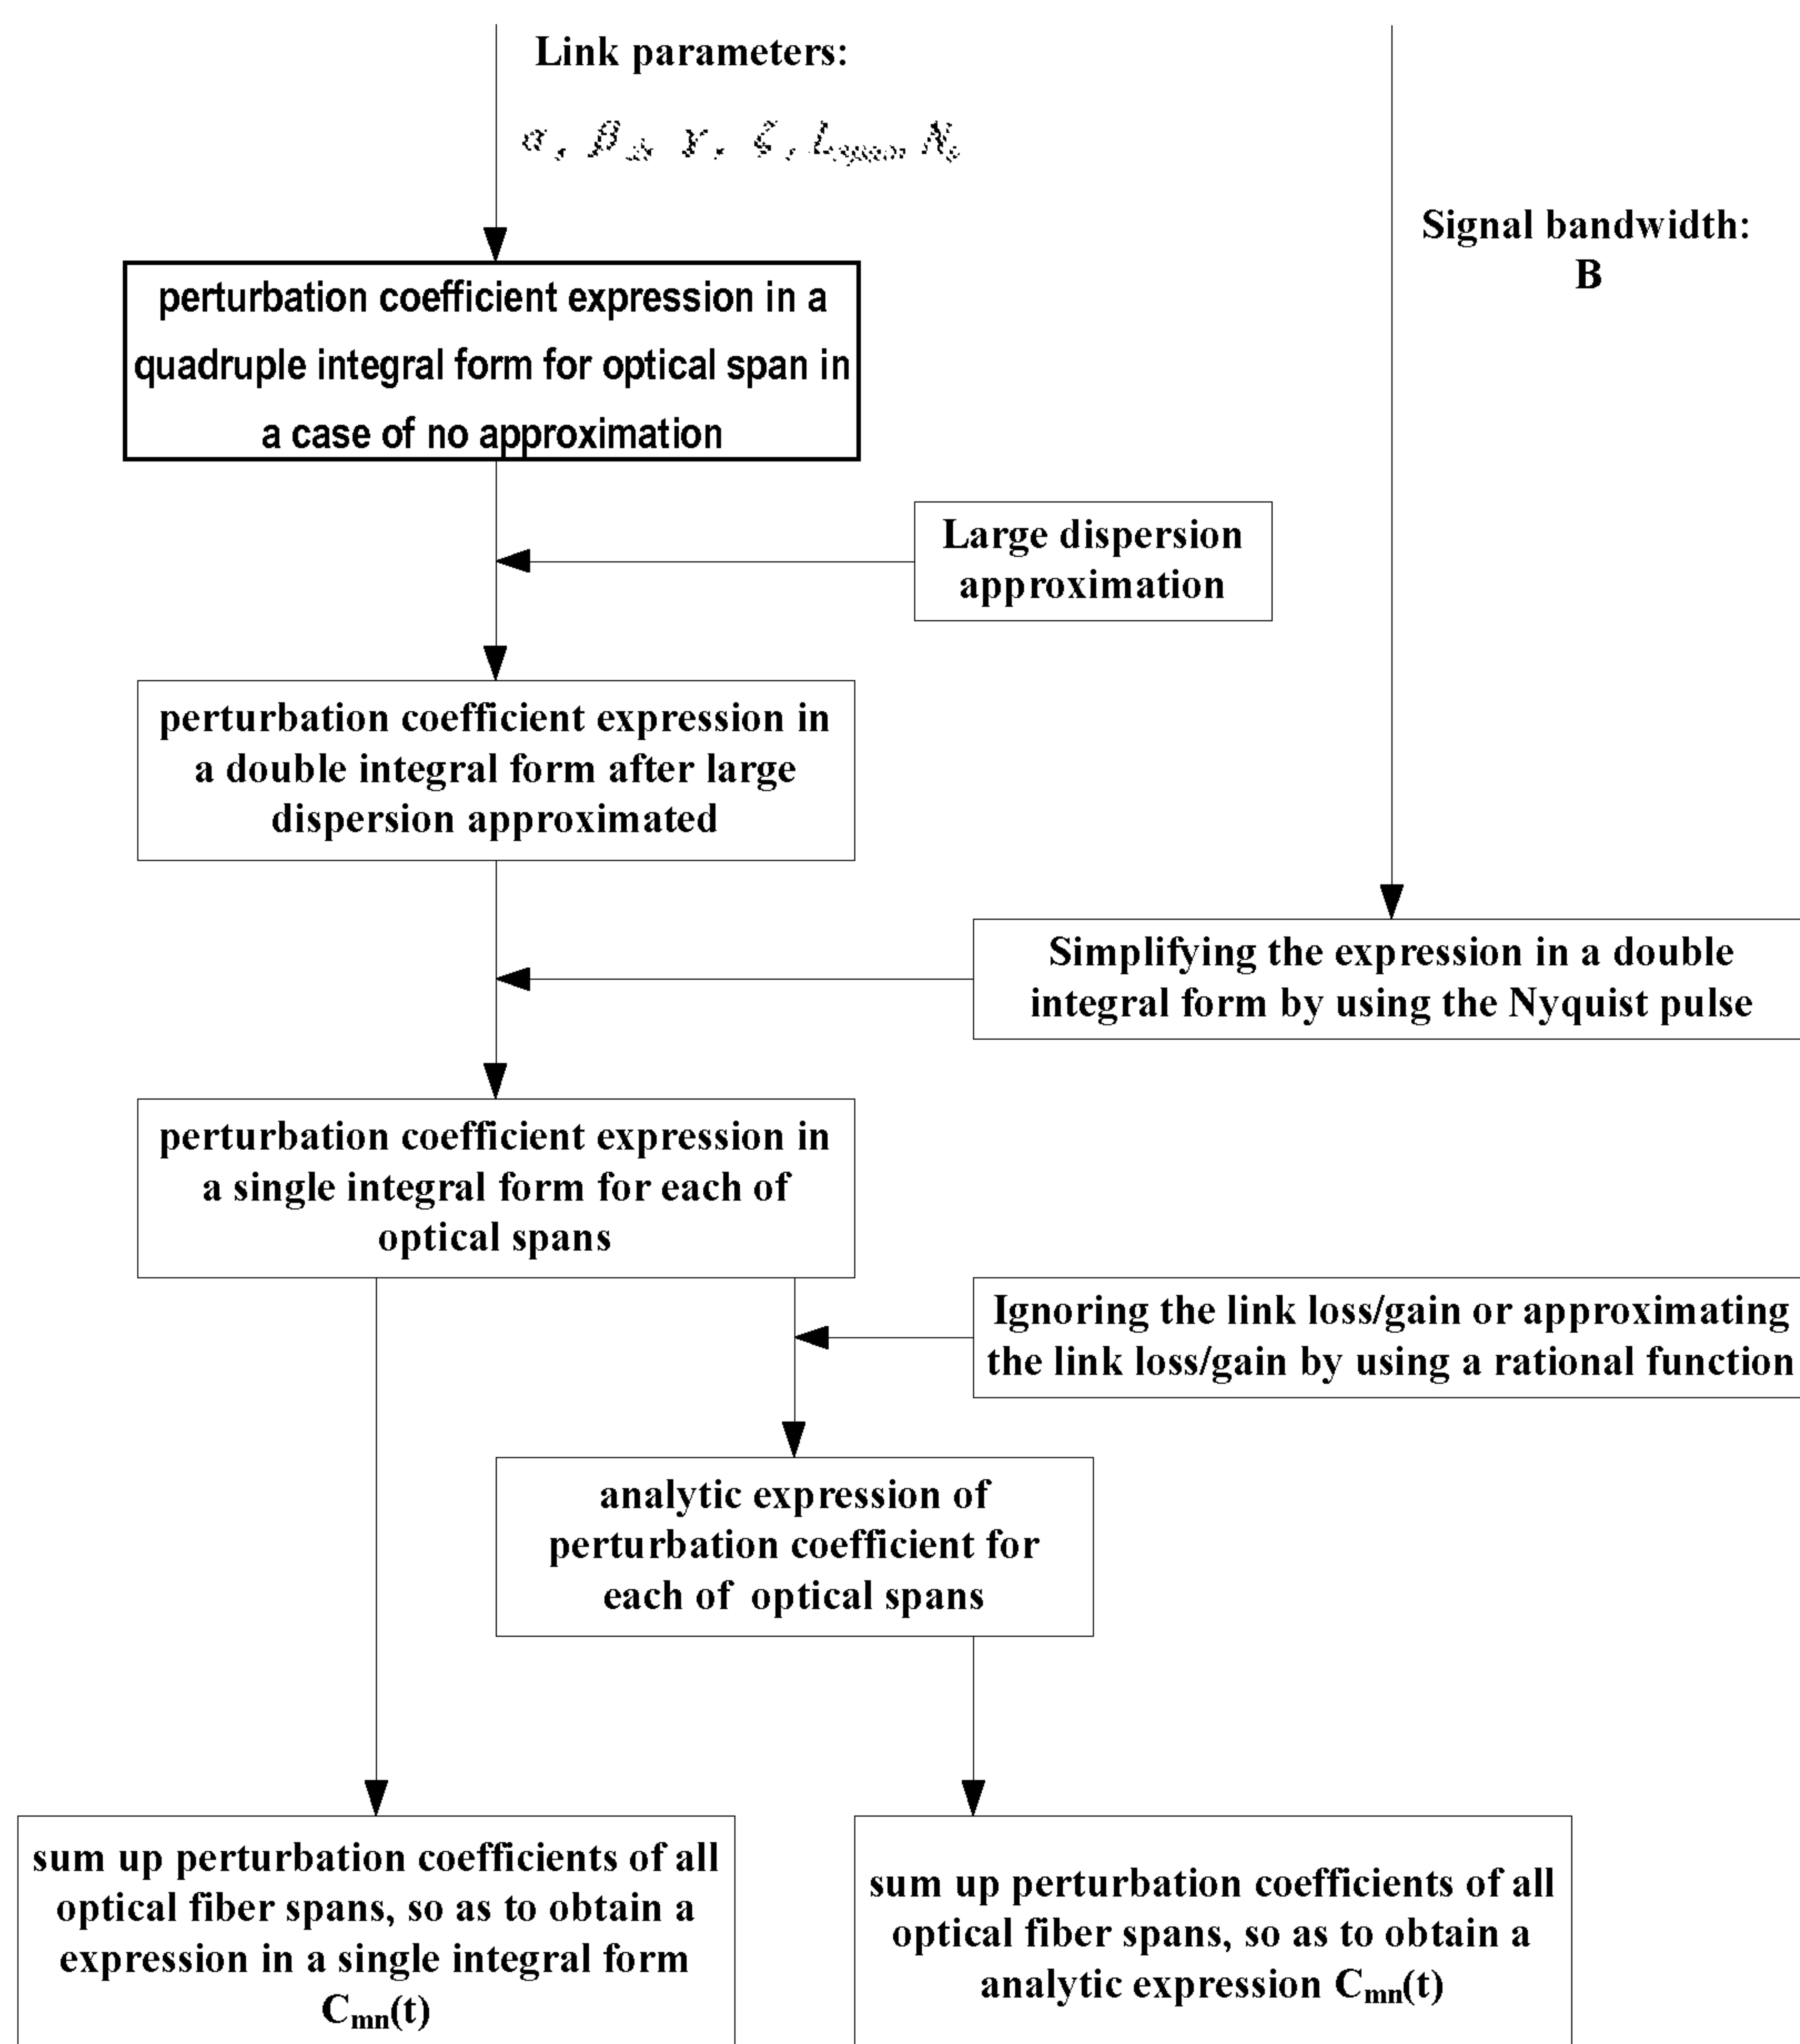 Link parameters:
α, β
γ, ζ, L
Signal bandwidth:
B
perturbation coefficient expression in a
quadruple integral form for optical span in
a case of no approximation
Large dispersion
approximation
perturbation coefficient expression in
a double integral form after large
dispersion approximated
Simplifying the expression in a double
integral form by using the Nyquist pulse
perturbation coefficient expression in
a single integral form for each of
optical spans
Ignoring the link loss/gain or approximating
the link loss/gain by using a rational function
analytic expression of
perturbation coefficient for
each of optical spans
sum up perturbation coefficients of all
optical fiber spans, so as to obtain a
expression in a single integral form
Cmn(t)
sum up perturbation coefficients of all
optical fiber spans, so as to obtain a
analytic expression Cmn(t)